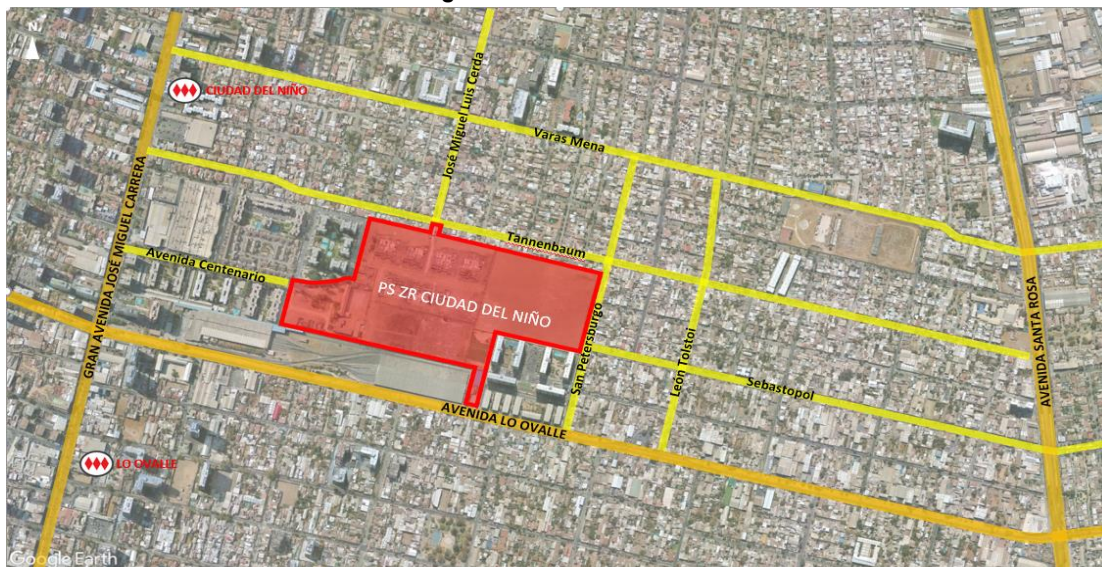 N
CIUDAD DEL NIÑO
José Miguel Luis Cerda
Varas Mena
GRAN AVENIDA JOSÉ MIGUEL CARRERA
Avenida Centenario
Tannenbaum
PS ZR CIUDAD DEL NIÑO
San Petersburgo
León Tolstoi
Sebastopol
AVENIDA SANTA ROSA
AVENIDA LO OVALLE
LO OVALLE
Google Earth